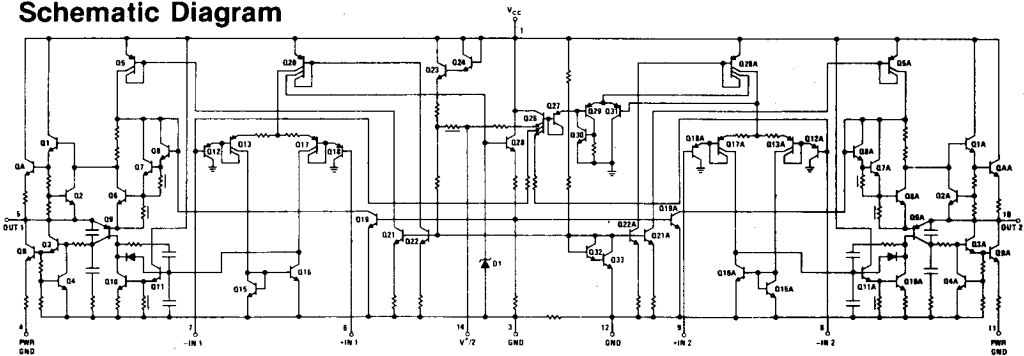 Schematic Diagram
VCC
1
Q5
Q20
Q23
Q24
Q20A
Q5A
Q1
Q8
Q7
QA
Q2
Q6
Q9
Q12
Q13
Q17
Q18
Q26
Q27
Q29
Q31
Q30
Q28
Q18A
Q17A
Q13A
Q12A
Q8A
Q7A
Q1A
QAA
Q6A
Q2A
Q9A
5
OUT 1
QB
Q3
Q4
Q10
Q11
Q15
Q16
Q19
Q21
Q22
D1
Q32
Q33
Q22A
Q21A
Q19A
Q16A
Q15A
Q11A
Q10A
Q4A
Q3A
QBA
10
OUT 2
4
PWR
GND
7
-IN 1
6
+IN 1
14
V+/2
3
GND
12
GND
9
+IN 2
8
-IN 2
11
PWR
GND